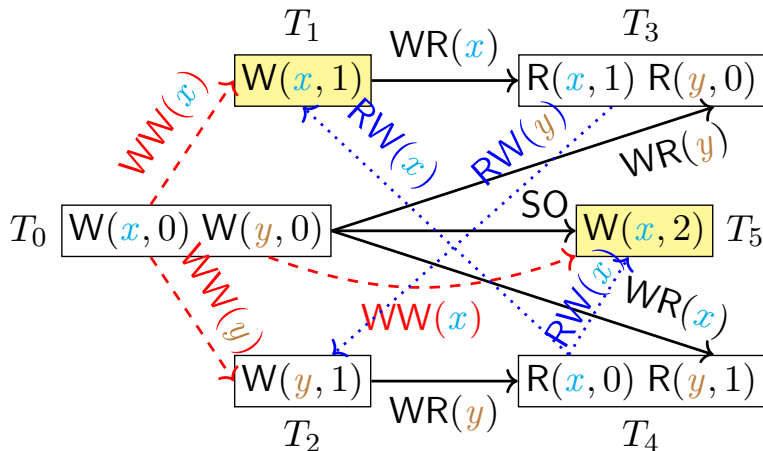 T₁
T₃
W(x, 1)
WR(x)
R(x, 1) R(y, 0)
WW(x)
RW(x)
RW(y)
WR(y)
SO
T₀
W(x, 0) W(y, 0)
W(x, 2)
T₅
WW(y)
WW(x)
RW(x)
WR(x)
W(y, 1)
WR(y)
R(x, 0) R(y, 1)
T₂
T₄